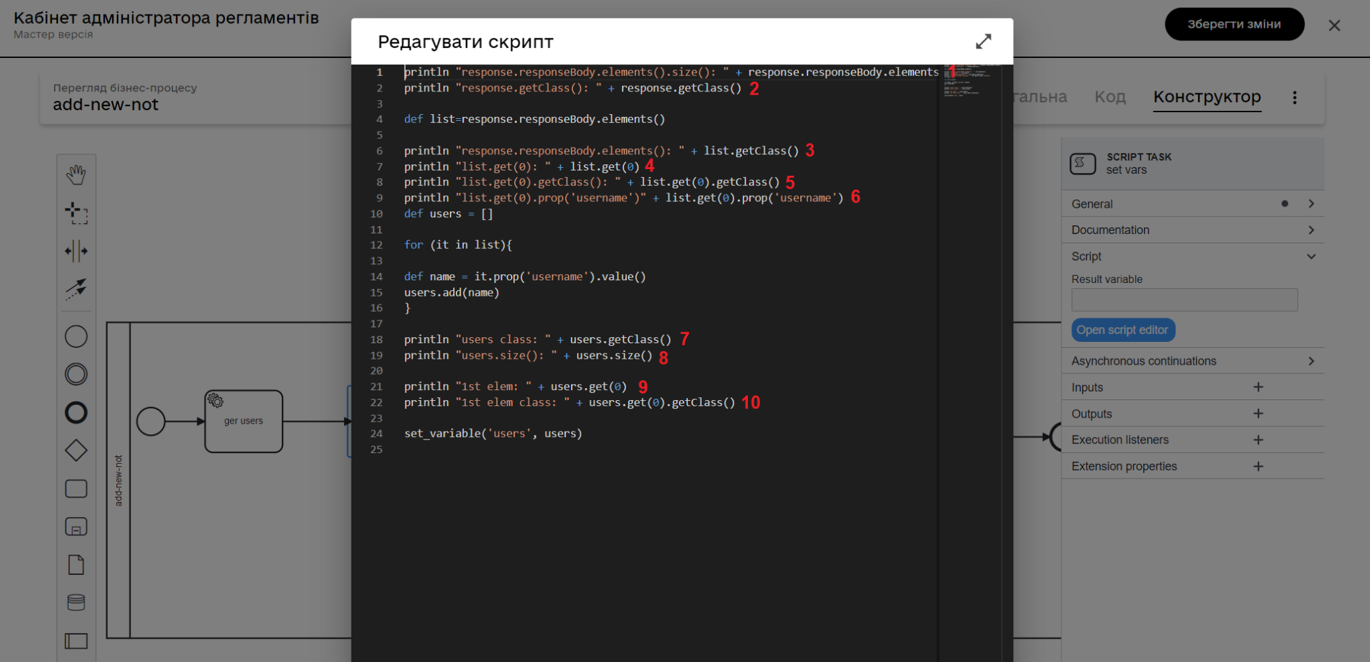 Кабінет адміністратора регламентів
Мастер версія
Зберегти зміни
Перегляд бізнес-процесу
add-new-not
гальна
Код
Конструктор
Редагувати скрипт
1 println "response.responseBody.elements().size(): " + response.responseBody.elements 1
2 println "response.getClass(): " + response.getClass() 2
3
4 def list=response.responseBody.elements()
5
6 println "response.responseBody.elements(): " + list.getClass() 3
7 println "list.get(0): " + list.get(0) 4
8 println "list.get(0).getClass(): " + list.get(0).getClass() 5
9 println "list.get(0).prop('username')" + list.get(0).prop('username') 6
10 def users = []
11
12 for (it in list){
13
14 def name = it.prop('username').value()
15 users.add(name)
16 }
17
18 println "users class: " + users.getClass() 7
19 println "users.size(): " + users.size() 8
20
21 println "1st elem: " + users.get(0) 9
22 println "1st elem class: " + users.get(0).getClass() 10
23
24 set_variable('users', users)
25
add-new-not
ger users
SCRIPT TASK
set vars
General
Documentation
Script
Result variable
Open script editor
Asynchronous continuations
Inputs
Outputs
Execution listeners
Extension properties